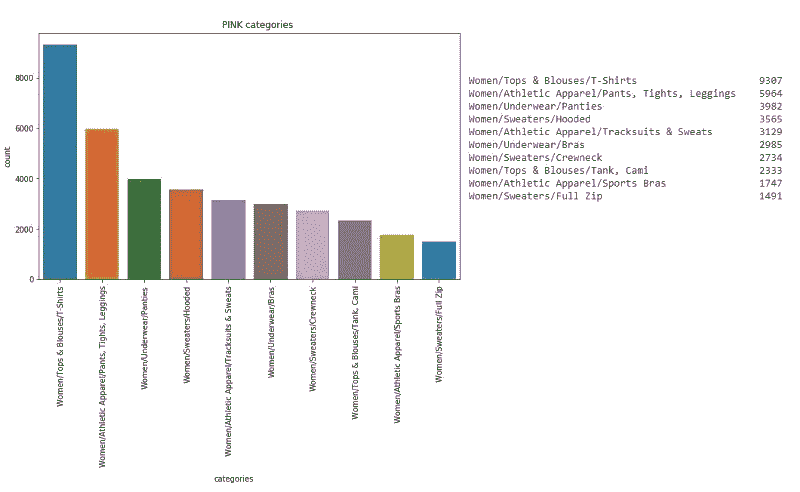 PINK categories
8000
6000
4000
2000
0
count
Women/Tops & Blouses/T-Shirts
Women/Athletic Apparel/Pants, Tights, Leggings
Women/Underwear/Panties
Women/Sweaters/Hooded
Women/Athletic Apparel/Tracksuits & Sweats
Women/Underwear/Bras
Women/Sweaters/Crewneck
Women/Tops & Blouses/Tank, Cami
Women/Athletic Apparel/Sports Bras
Women/Sweaters/Full Zip
categories
Women/Tops & Blouses/T-Shirts 9307
Women/Athletic Apparel/Pants, Tights, Leggings 5964
Women/Underwear/Panties 3982
Women/Sweaters/Hooded 3565
Women/Athletic Apparel/Tracksuits & Sweats 3129
Women/Underwear/Bras 2985
Women/Sweaters/Crewneck 2734
Women/Tops & Blouses/Tank, Cami 2333
Women/Athletic Apparel/Sports Bras 1747
Women/Sweaters/Full Zip 1491